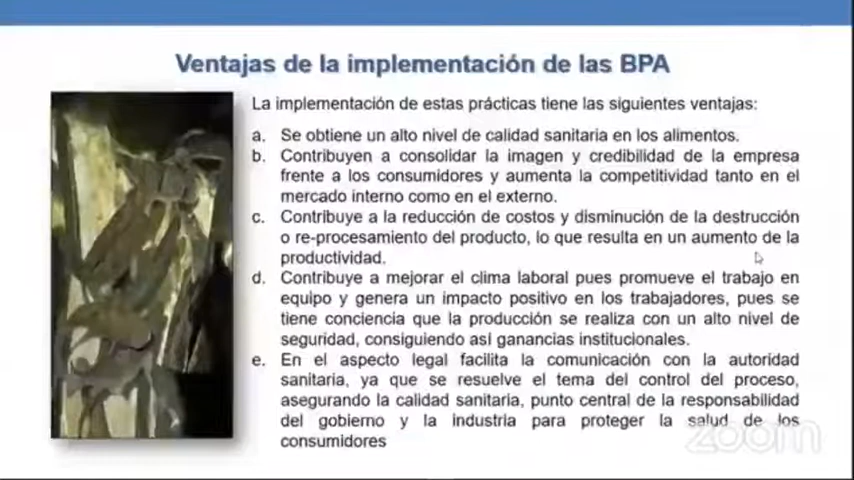 Ventajas de la implementación de las BPA
La implementación de estas prácticas tiene las siguientes ventajas:
a. Se obtiene un alto nivel de calidad sanitaria en los alimentos.
b. Contribuyen a consolidar la imagen y credibilidad de la empresa
frente a los consumidores y aumenta la competitividad tanto en el
mercado interno como en el externo.
c. Contribuye a la reducción de costos y disminución de la destrucción
o re-procesamiento del producto, lo que resulta en un aumento de la
productividad.
d. Contribuye a mejorar el clima laboral pues promueve el trabajo en
equipo y genera un impacto positivo en los trabajadores, pues se
tiene conciencia que la producción se realiza con un alto nivel de
seguridad, consiguiendo así ganancias institucionales.
e. En el aspecto legal facilita la comunicación con la autoridad
sanitaria, ya que se resuelve el tema del control del proceso,
asegurando la calidad sanitaria, punto central de la responsabilidad
del gobierno y la industria para proteger la salud de los
consumidores
zoom